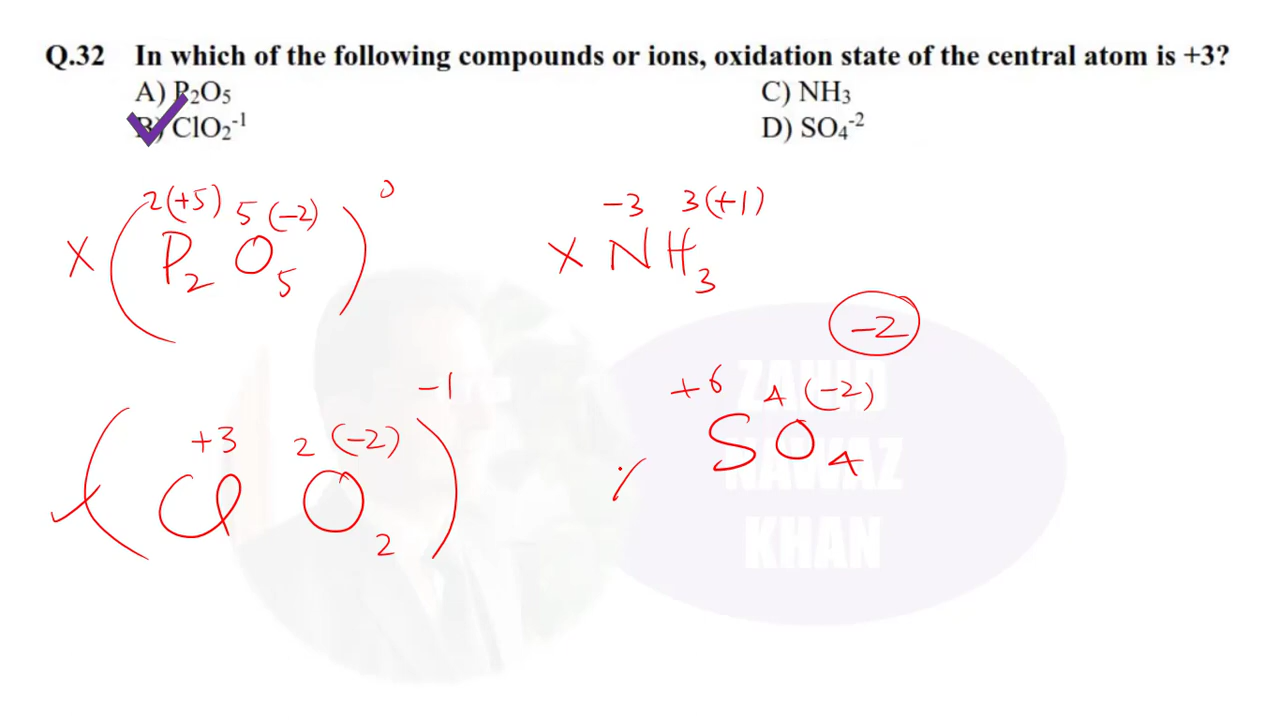 Q.32 In which of the following compounds or ions, oxidation state of the central atom is +3?
A) P₂O₅
C) NH₃
B) ClO₂⁻¹
D) SO₄⁻²
2(+5) 5(-2) 0
× (P₂ O₅)
-3 3(+1)
× NH₃
-2
-1
+3 2(-2)
✓ (Cl O₂)
+6 4(-2)
SO₄
ZAHID
NAWAZ
KHAN